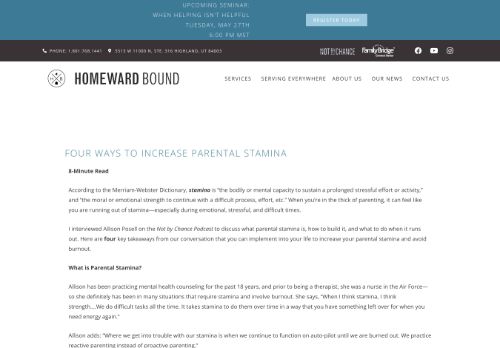 UPCOMING SEMINAR:
WHEN HELPING ISN'T HELPFUL
TUESDAY, MAY 27TH
6:00 PM MST
REGISTER TODAY
PHONE: 1.801.768.1441
5313 W 11000 N, STE. 316 HIGHLAND, UT 84003
NOT BY CHANCE
FamilyBridge
HOMEWARD BOUND
SERVICES
SERVING EVERYWHERE
ABOUT US
OUR NEWS
CONTACT US
FOUR WAYS TO INCREASE PARENTAL STAMINA
8-Minute Read
According to the Merriam-Webster Dictionary, stamina is "the bodily or mental capacity to sustain a prolonged stressful effort or activity,"
and "the moral or emotional strength to continue with a difficult process, effort, etc." When you're in the thick of parenting, it can feel like
you are running out of stamina—especially during emotional, stressful, and difficult times.
I interviewed Allison Posell on the Not by Chance Podcast to discuss what parental stamina is, how to build it, and what to do when it runs
out. Here are four key takeaways from our conversation that you can implement into your life to increase your parental stamina and avoid
burnout.
What is Parental Stamina?
Allison has been practicing mental health counseling for the past 18 years, and prior to being a therapist, she was a nurse in the Air Force—
so she definitely has been in many situations that require stamina and involve burnout. She says, "When I think stamina, I think
strength....We do difficult tasks all the time. It takes stamina to do them over time in a way that you have something left over for when you
need energy again."
Allison adds: "Where we get into trouble with our stamina is when we continue to function on auto-pilot until we are burned out. We practice
reactive parenting instead of proactive parenting."